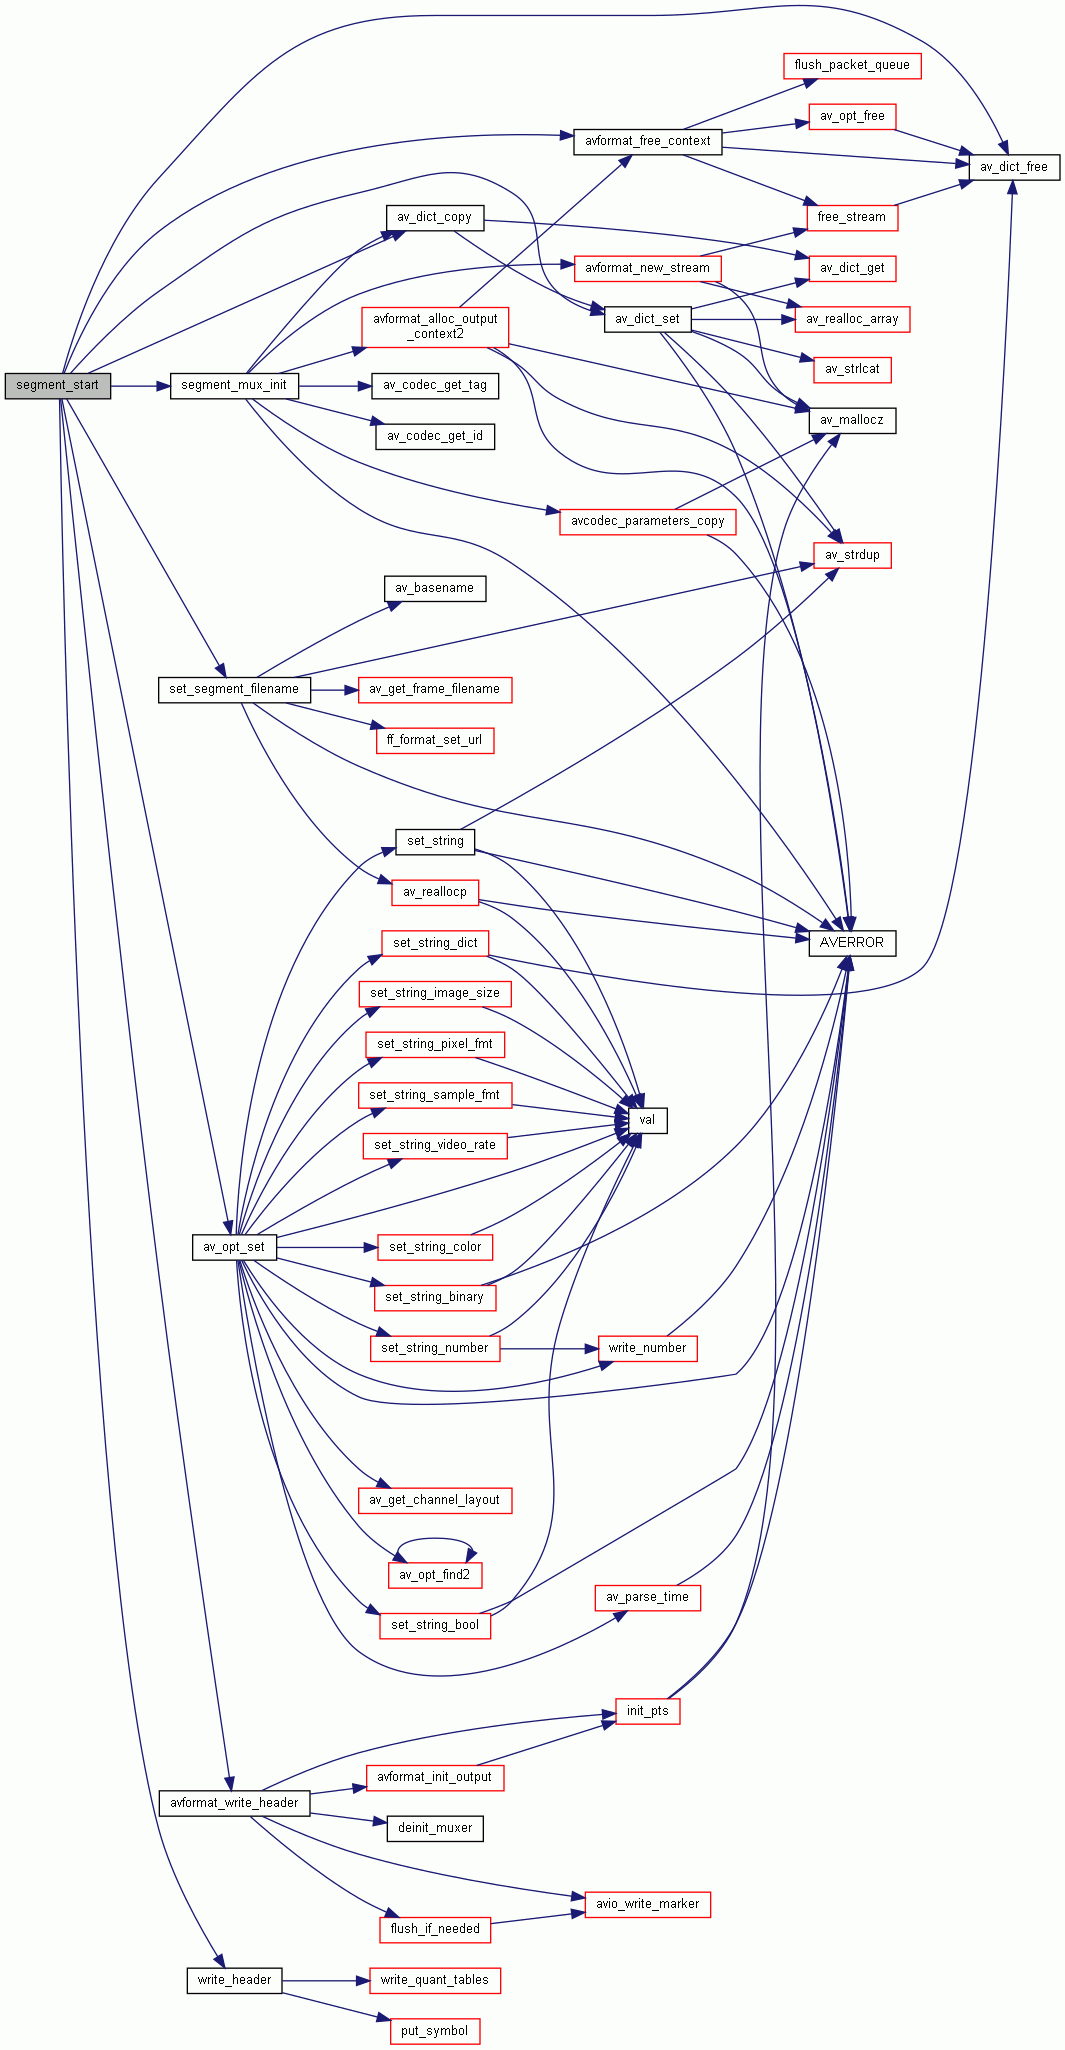 flush_packet_queue
av_opt_free
avformat_free_context
av_dict_free
av_dict_copy
free_stream
avformat_new_stream
av_dict_get
avformat_alloc_output
_context2
av_dict_set
av_realloc_array
av_strlcat
segment_start
segment_mux_init
av_codec_get_tag
av_mallocz
av_codec_get_id
avcodec_parameters_copy
av_strdup
av_basename
set_segment_filename
av_get_frame_filename
ff_format_set_url
set_string
av_reallocp
set_string_dict
AVERROR
set_string_image_size
set_string_pixel_fmt
set_string_sample_fmt
val
set_string_video_rate
av_opt_set
set_string_color
set_string_binary
set_string_number
write_number
av_get_channel_layout
av_opt_find2
av_parse_time
set_string_bool
init_pts
avformat_init_output
avformat_write_header
deinit_muxer
avio_write_marker
flush_if_needed
write_header
write_quant_tables
put_symbol